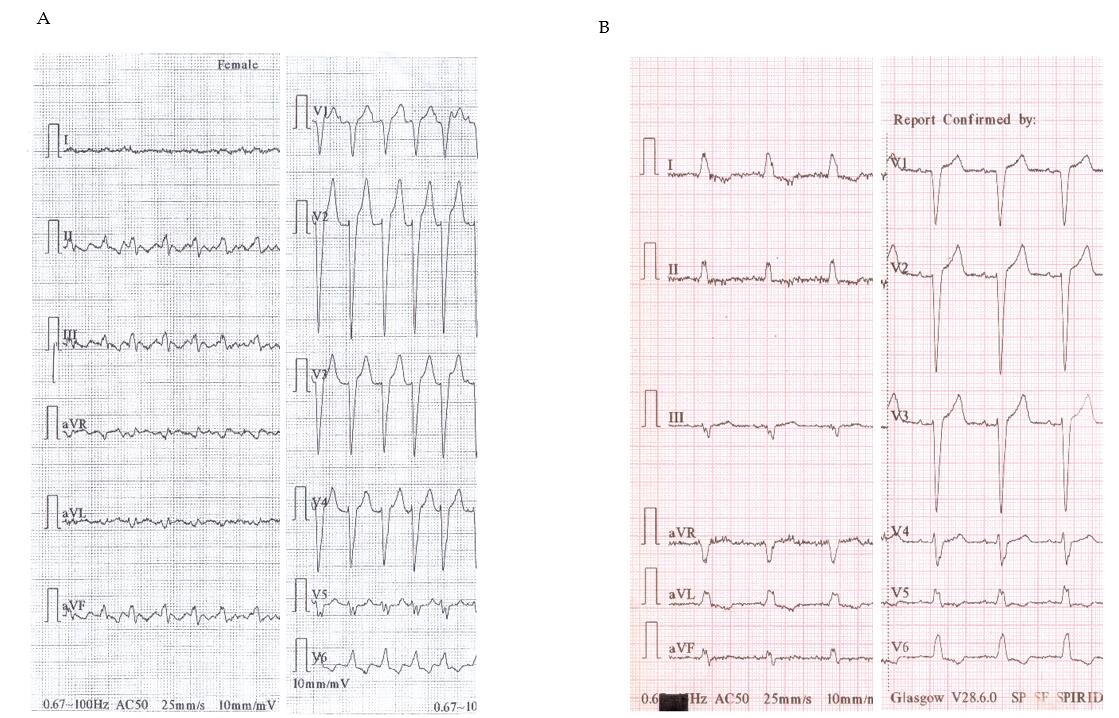 A
Female
I
II
III
aVR
aVL
aVF
0.67~100Hz AC50 25mm/s 10mm/mV
V1
V2
V3
V4
V5
V6
10mm/mV
0.67~10
B
I
II
III
aVR
aVL
aVF
0.6 Hz AC50 25mm/s 10mm/m
Report Confirmed by:
V1
V2
V3
V4
V5
V6
Glasgow V28.6.0 SP SF SPIRID